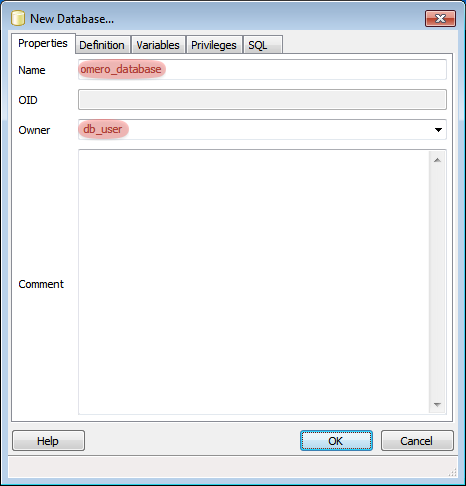 New Database...
Properties Definition Variables Privileges SQL
Name omero_database
OID
Owner db_user
Comment
Help OK Cancel